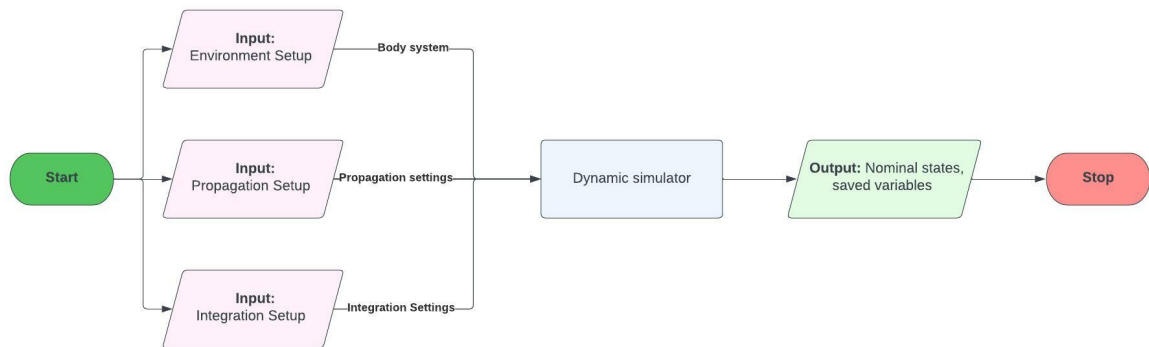 Start
Input:
Environment Setup
Body system
Input:
Propagation Setup
Propagation settings
Input:
Integration Setup
Integration Settings
Dynamic simulator
Output: Nominal states,
saved variables
Stop